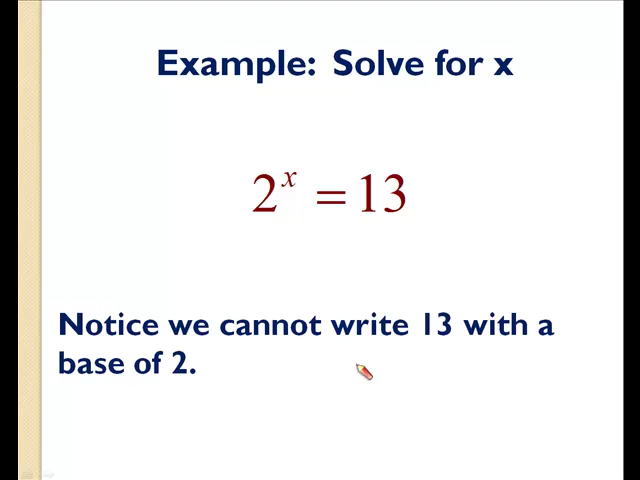 Example: Solve for x
2^x = 13
Notice we cannot write 13 with a
base of 2.